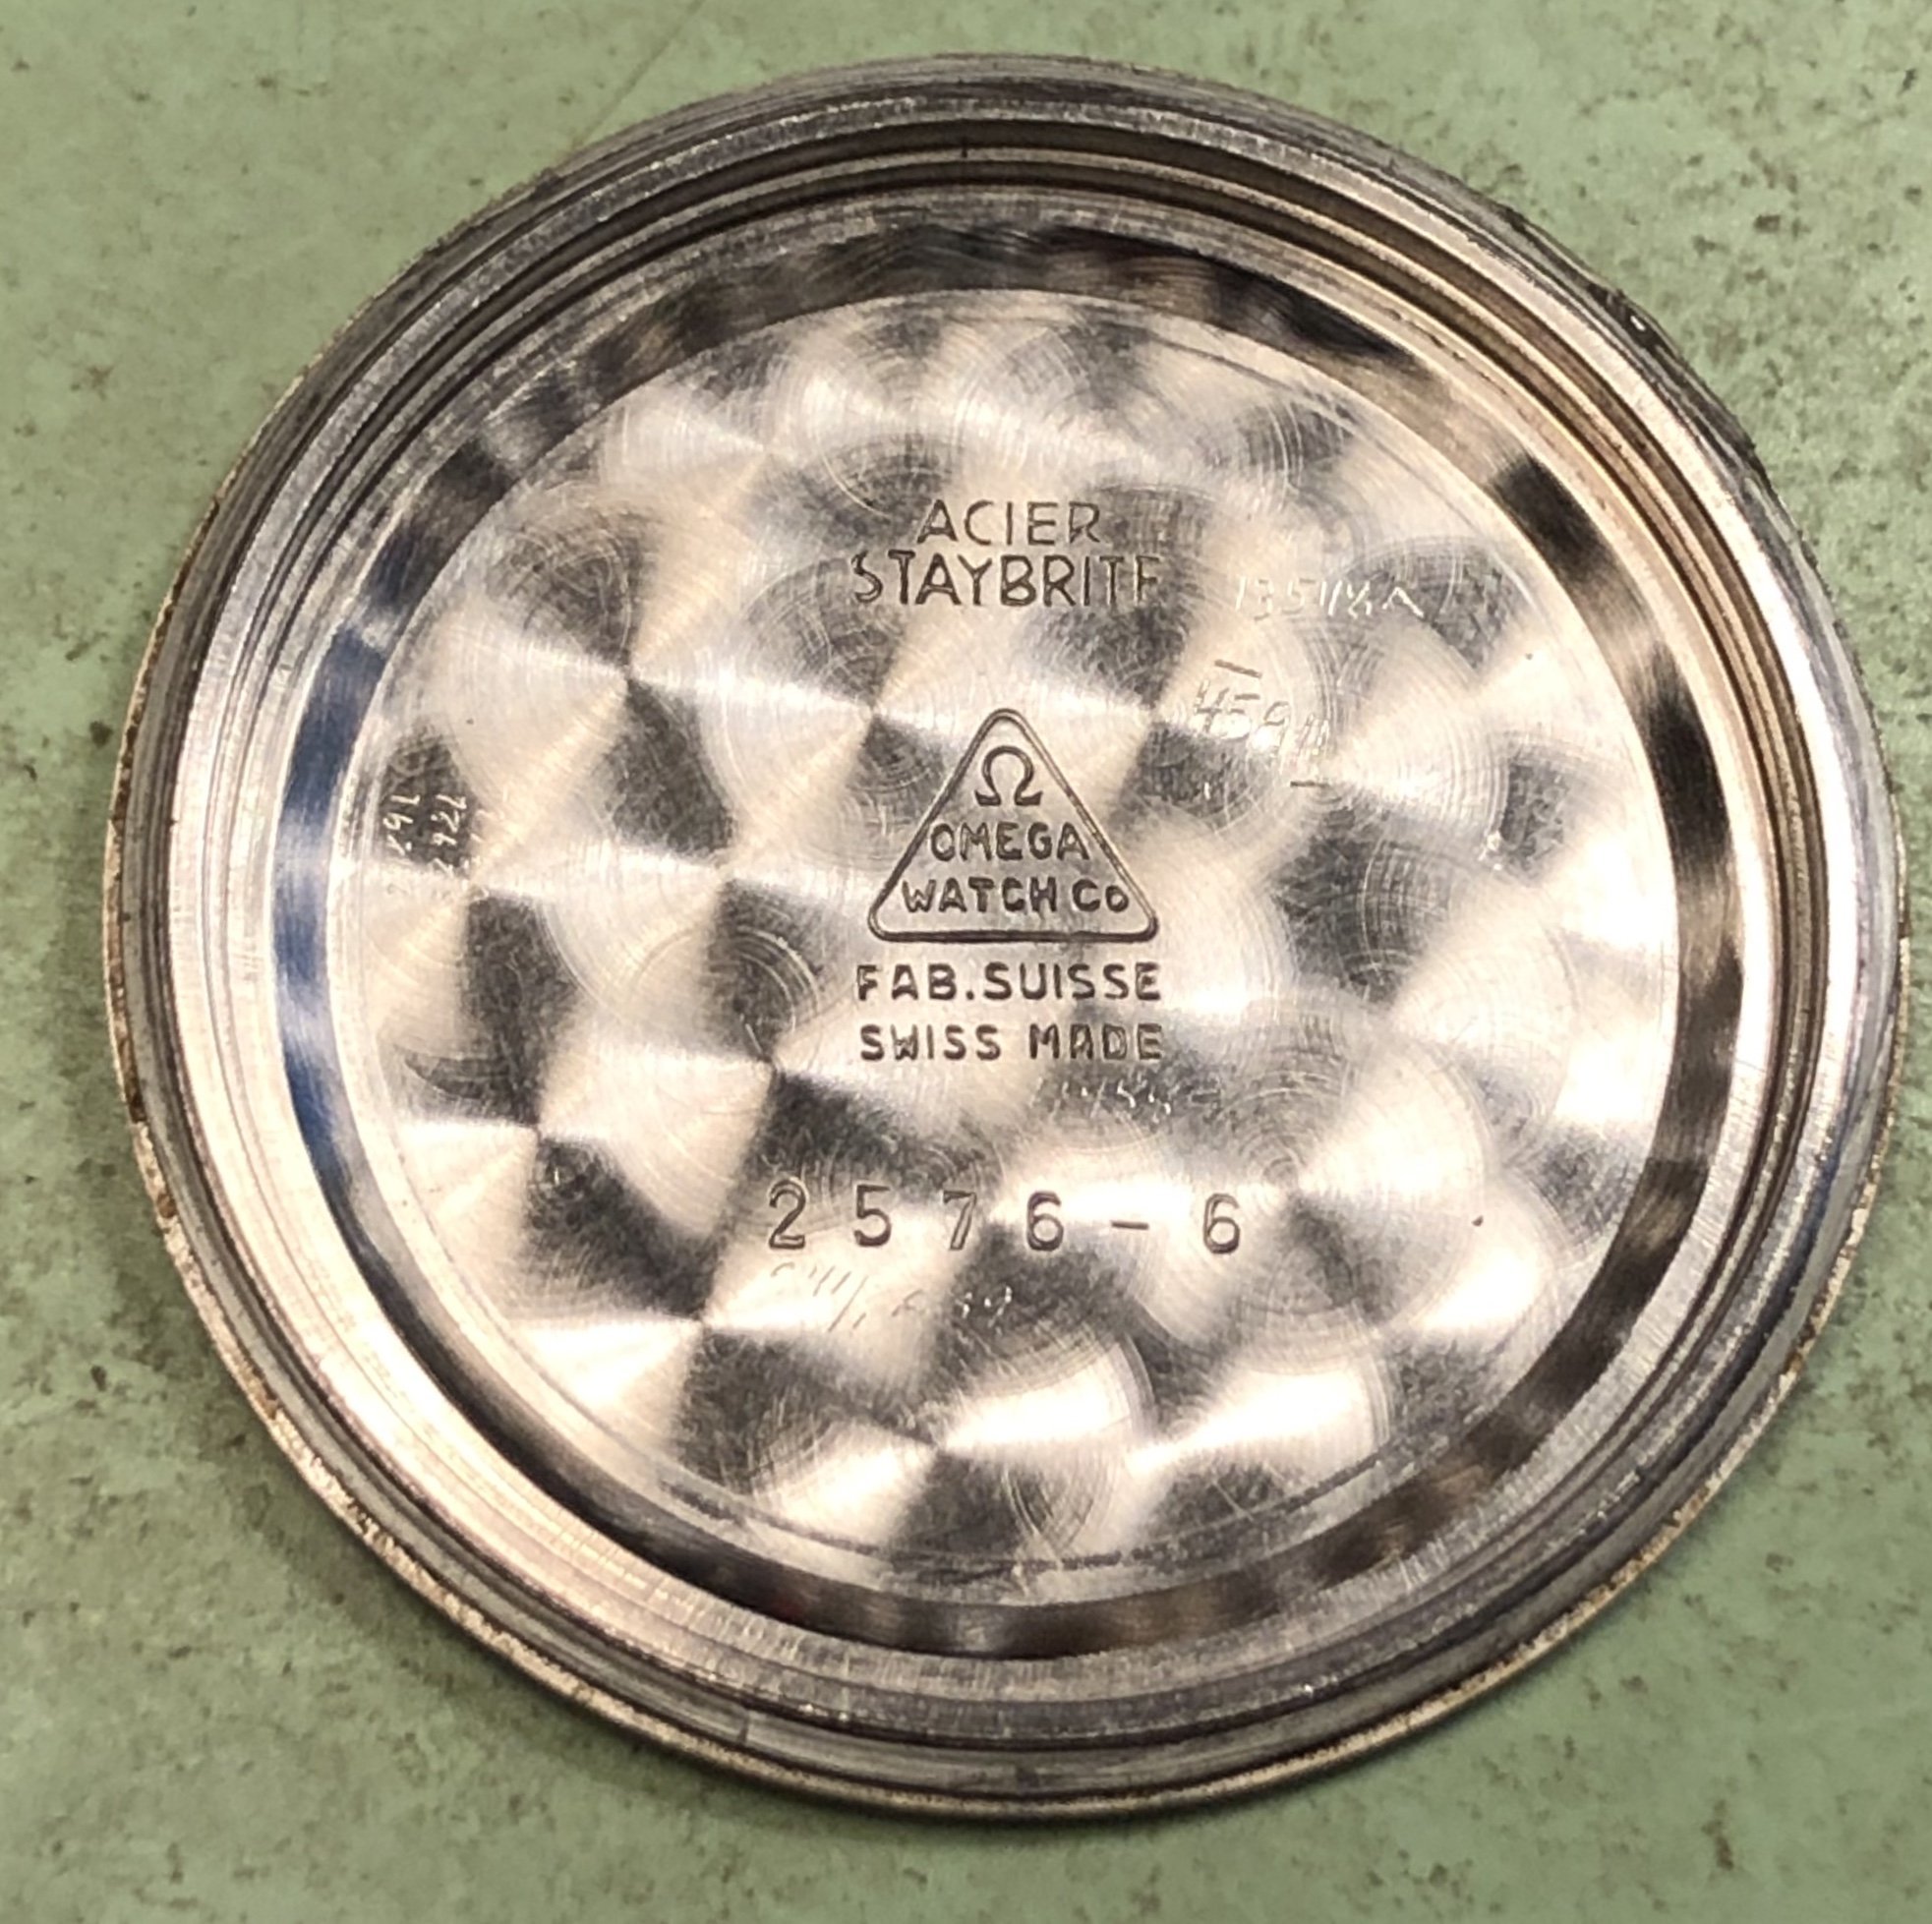 ACIER
STAYBRITE
Ω
OMEGA
WATCH Co
FAB. SUISSE
SWISS MADE
2576-6